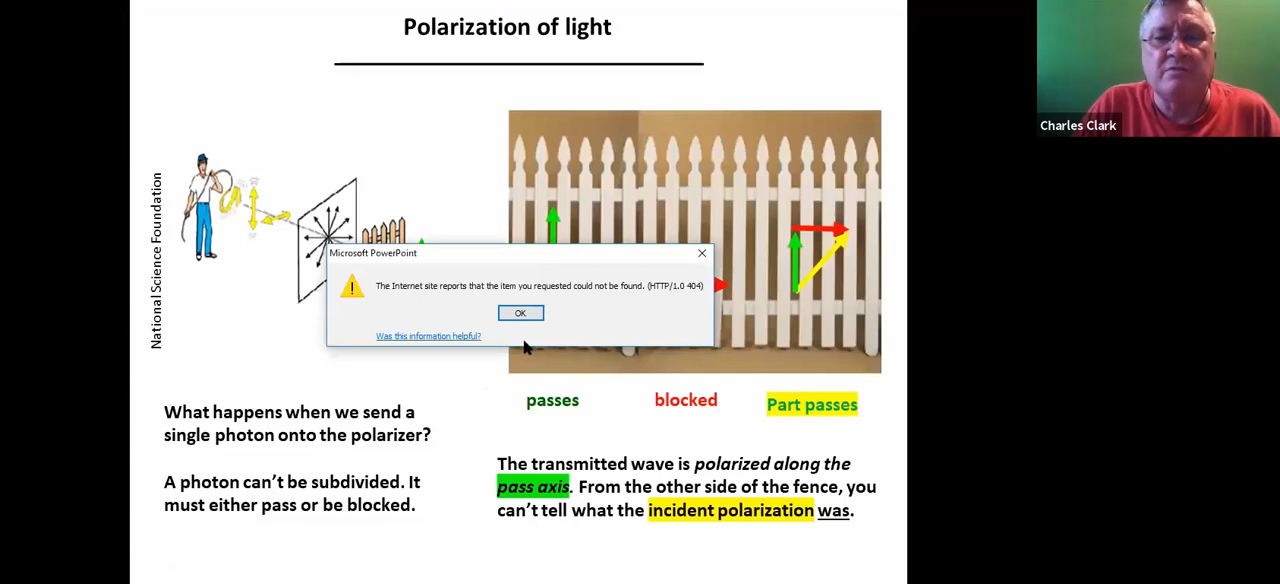 Polarization of light
Charles Clark
National Science Foundation
Microsoft PowerPoint
The Internet site reports that the item you requested could not be found. (HTTP/1.0 404)
OK
Was this information helpful?
passes
blocked
Part passes
What happens when we send a
single photon onto the polarizer?
A photon can't be subdivided. It
must either pass or be blocked.
The transmitted wave is polarized along the
pass axis. From the other side of the fence, you
can't tell what the incident polarization was.